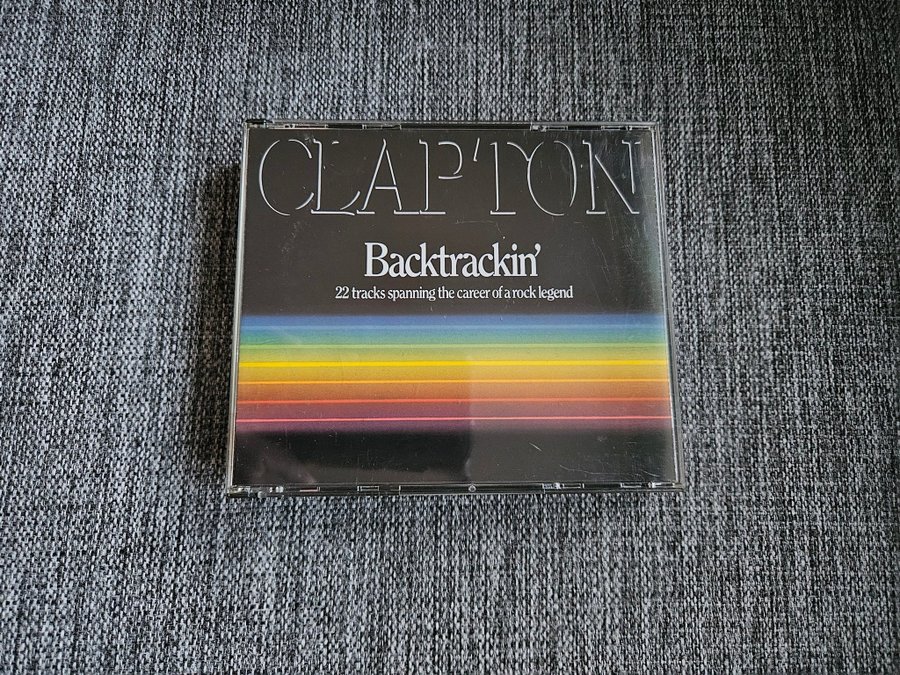 CLAPTON
Backtrackin'
22 tracks spanning the career of a rock legend